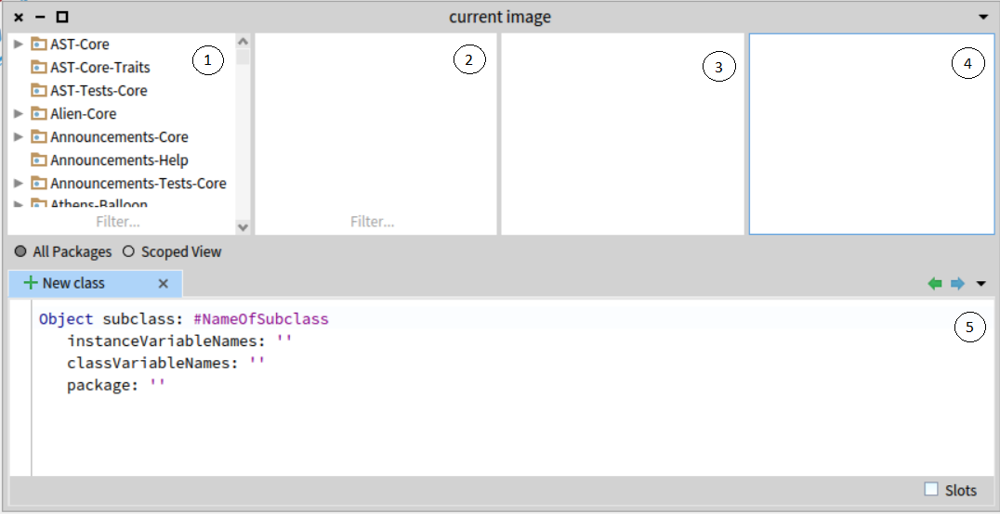 current image
AST-Core
AST-Core-Traits
AST-Tests-Core
Alien-Core
Announcements-Core
Announcements-Help
Announcements-Tests-Core
Athens-Balloon
Filter...
1
Filter...
2
3
4
All Packages Scoped View
New class
Object subclass: #NameOfSubclass
instanceVariableNames: ''
classVariableNames: ''
package: ''
5
Slots